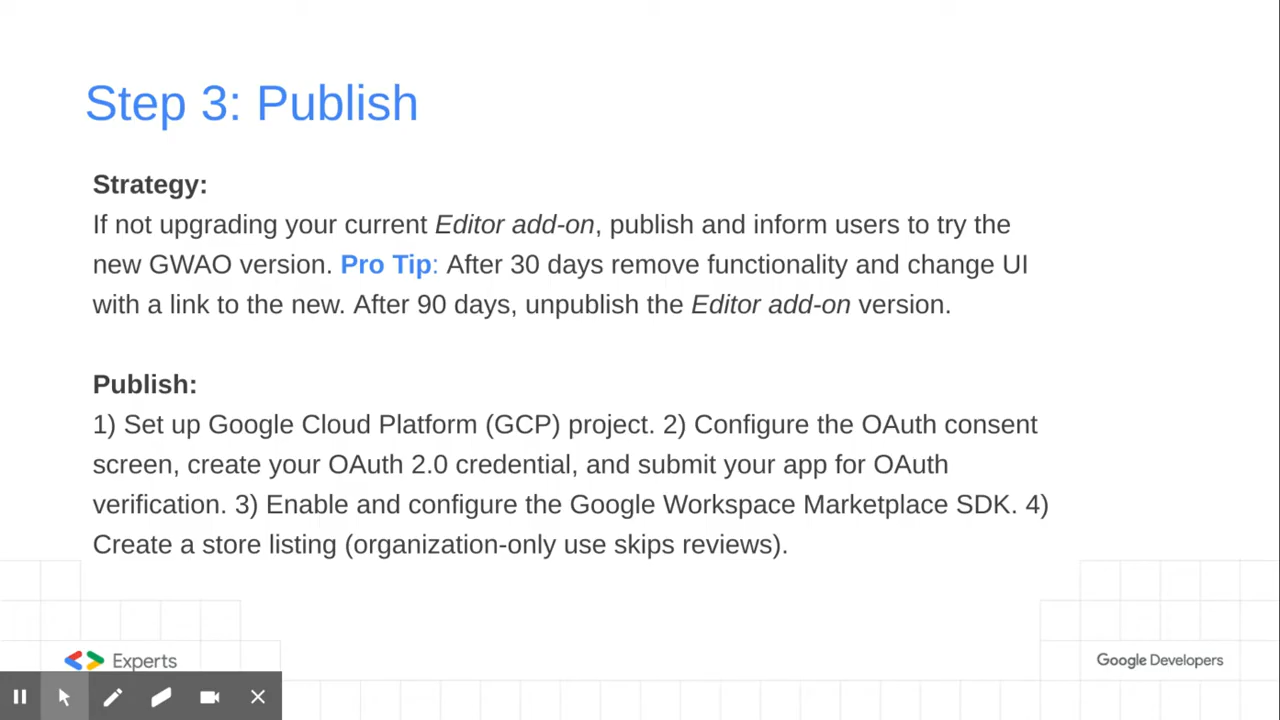 Step 3: Publish
Strategy:
If not upgrading your current Editor add-on, publish and inform users to try the
new GWAO version. Pro Tip: After 30 days remove functionality and change UI
with a link to the new. After 90 days, unpublish the Editor add-on version.
Publish:
1) Set up Google Cloud Platform (GCP) project. 2) Configure the OAuth consent
screen, create your OAuth 2.0 credential, and submit your app for OAuth
verification. 3) Enable and configure the Google Workspace Marketplace SDK. 4)
Create a store listing (organization-only use skips reviews).
Experts
Google Developers